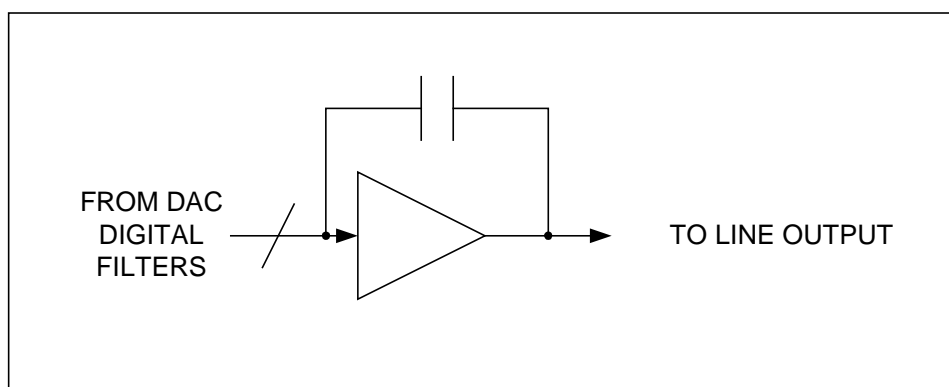 FROM DAC
DIGITAL
FILTERS
TO LINE OUTPUT